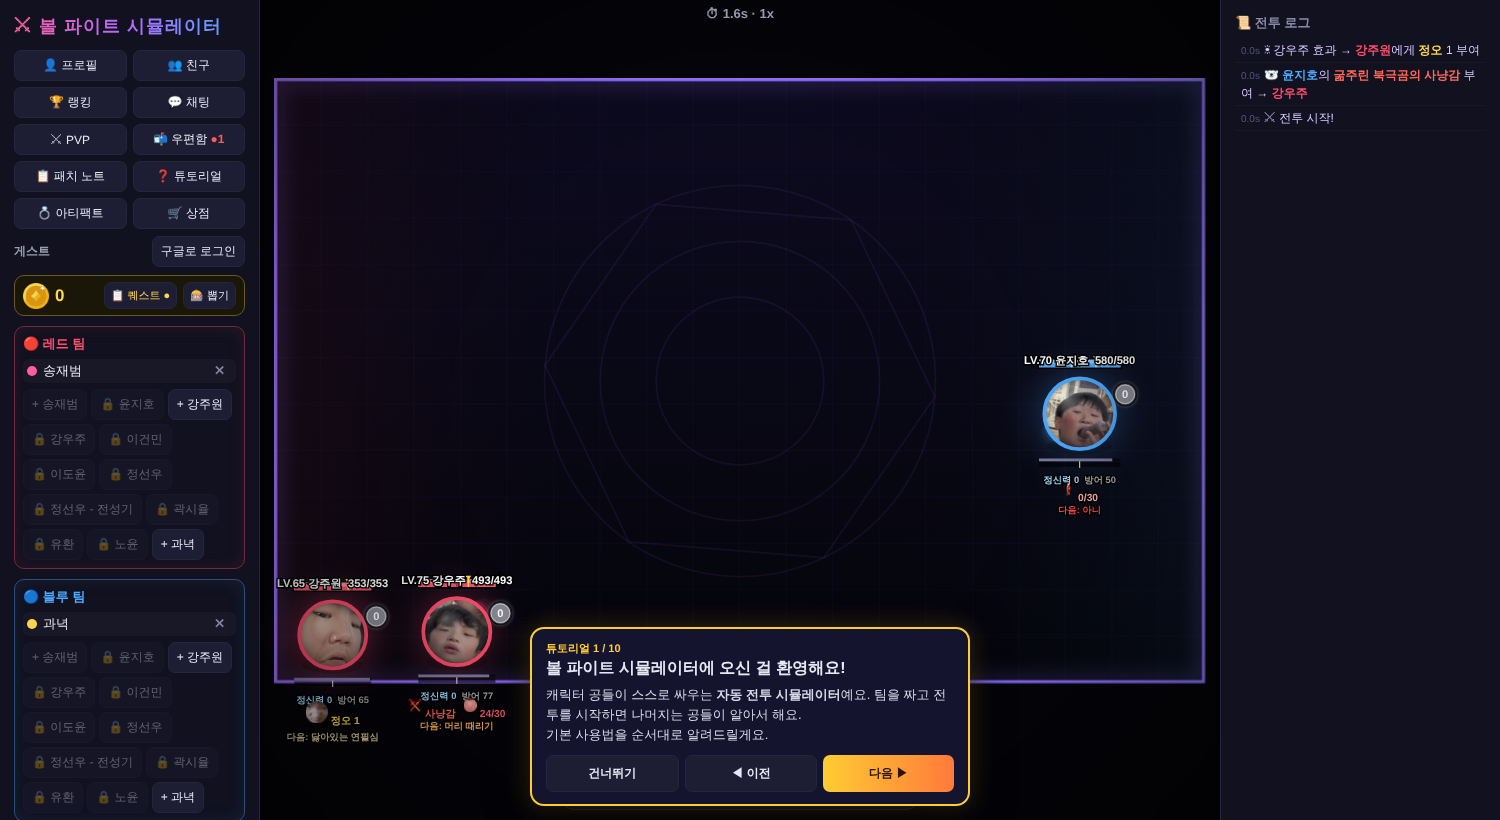 ⚔ 볼 파이트 시뮬레이터
👤 프로필
👥 친구
🏆 랭킹
💬 채팅
⚔ PVP
📬 우편함 ●1
📋 패치 노트
❓ 튜토리얼
💍 아티팩트
🛒 상점
게스트
구글로 로그인
0
📋 퀘스트 ●
🎰 뽑기
🔴 레드 팀
송재범 ✕
+ 송재범
🔒 윤지호
+ 강주원
🔒 강우주
🔒 이건민
🔒 이도윤
🔒 정선우
🔒 정선우 - 전성기
🔒 곽시율
🔒 유환
🔒 노윤
+ 과녁
🔵 블루 팀
과녁 ✕
+ 송재범
🔒 윤지호
+ 강주원
🔒 강우주
🔒 이건민
🔒 이도윤
🔒 정선우
🔒 정선우 - 전성기
🔒 곽시율
🔒 유환
🔒 노윤
+ 과녁
⏱ 1.6s · 1x
LV.70 윤지호 580/580
0
정신력 0 방어 50
0/30
다음: 아니
LV.65 강주원 353/353
0
정신력 0 방어 65
정오 1
다음: 닳아있는 연필심
LV.75 강우주 493/493
0
정신력 0 방어 77
사냥감 24/30
다음: 머리 때리기
튜토리얼 1 / 10
볼 파이트 시뮬레이터에 오신 걸 환영해요!
캐릭터 공들이 스스로 싸우는 자동 전투 시뮬레이터예요. 팀을 짜고 전
투를 시작하면 나머지는 공들이 알아서 해요.
기본 사용법을 순서대로 알려드릴게요.
건너뛰기
◀ 이전
다음 ▶
📜 전투 로그
0.0s 강우주 효과 → 강주원에게 정오 1 부여
0.0s 🐻‍❄️ 윤지호의 굶주린 북극곰의 사냥감 부
여 → 강우주
0.0s ⚔ 전투 시작!